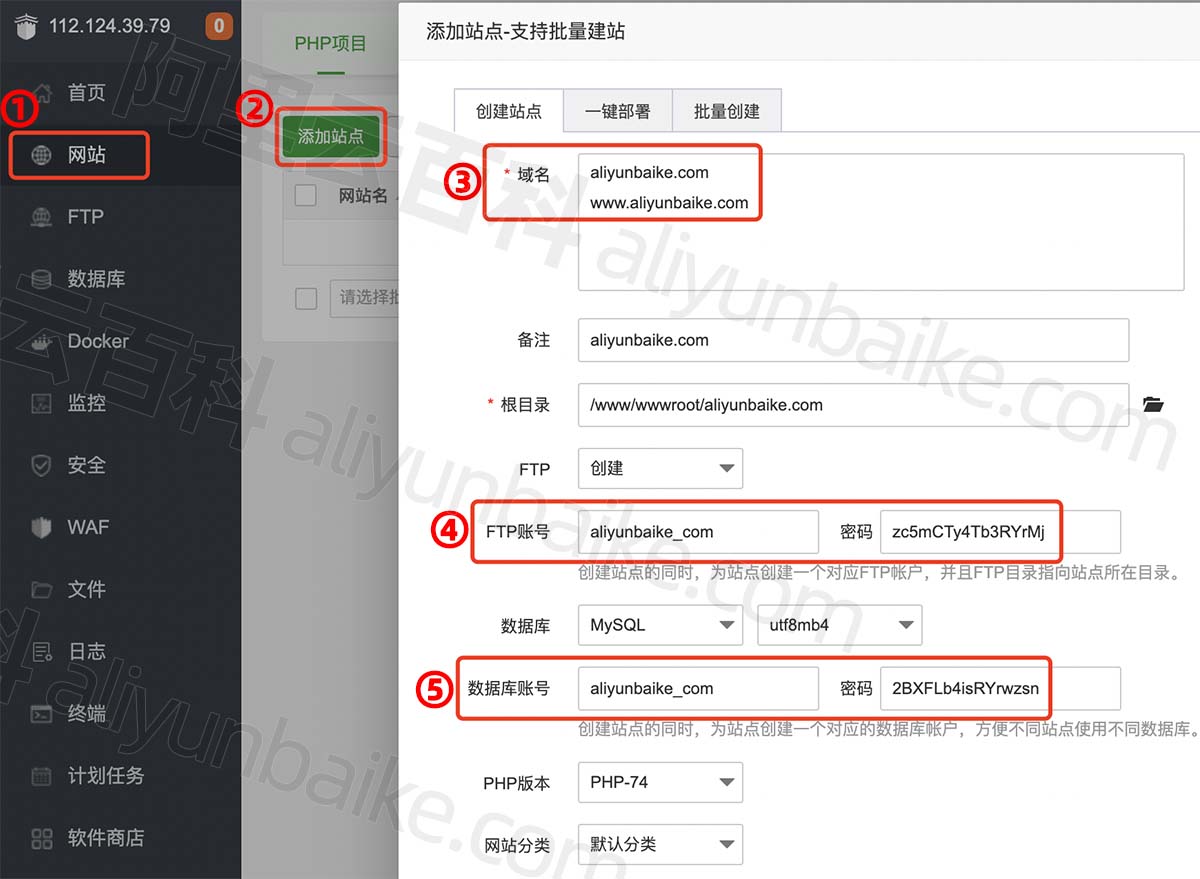 112.124.39.79
0
首页
①
网站
FTP
数据库
Docker
监控
安全
WAF
文件
日志
终端
计划任务
软件商店
PHP项目
②
添加站点
网站名
请选择批
添加站点-支持批量建站
创建站点 一键部署 批量创建
③
* 域名 aliyunbaike.com
www.aliyunbaike.com
备注 aliyunbaike.com
* 根目录 /www/wwwroot/aliyunbaike.com
FTP 创建
④ FTP账号 aliyunbaike_com 密码 zc5mCTy4Tb3RYrMj
创建站点的同时，为站点创建一个对应FTP帐户，并且FTP目录指向站点所在目录。
数据库 MySQL utf8mb4
⑤ 数据库账号 aliyunbaike_com 密码 2BXFLb4isRYrwzsn
创建站点的同时，为站点创建一个对应的数据库帐户，方便不同站点使用不同数据库。
PHP版本 PHP-74
网站分类 默认分类
阿里云百科 aliyunbaike.com
云百科 aliyunbaike.com
科 aliyunbaike.com